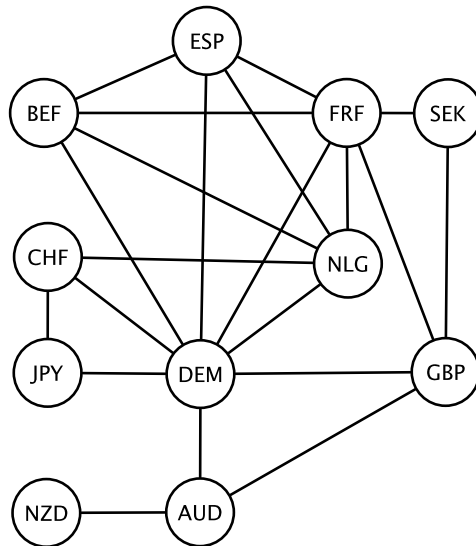 ESP
BEF
FRF
SEK
CHF
NLG
JPY
DEM
GBP
NZD
AUD